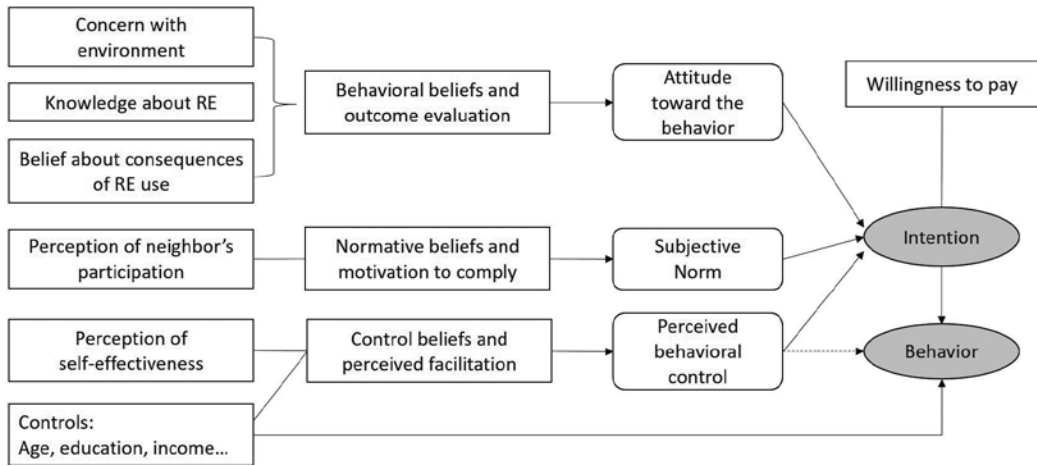 Concern with
environment
Knowledge about RE
Belief about consequences
of RE use
Behavioral beliefs and
outcome evaluation
Attitude
toward the
behavior
Willingness to pay
Perception of neighbor's
participation
Normative beliefs and
motivation to comply
Subjective
Norm
Intention
Perception of
self-effectiveness
Control beliefs and
perceived facilitation
Perceived
behavioral
control
Behavior
Controls:
Age, education, income...